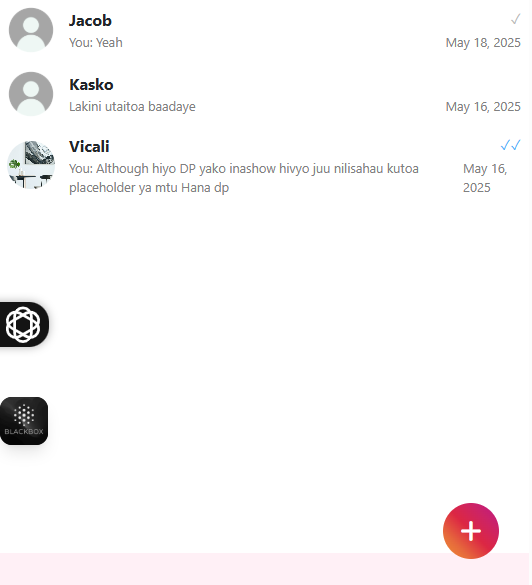 Jacob
You: Yeah May 18, 2025
Kasko
Lakini utaitoa baadaye May 16, 2025
Vicali
You: Although hiyo DP yako inashow hivyo juu nilisahau kutoa May 16,
placeholder ya mtu Hana dp 2025
BLACKBOX